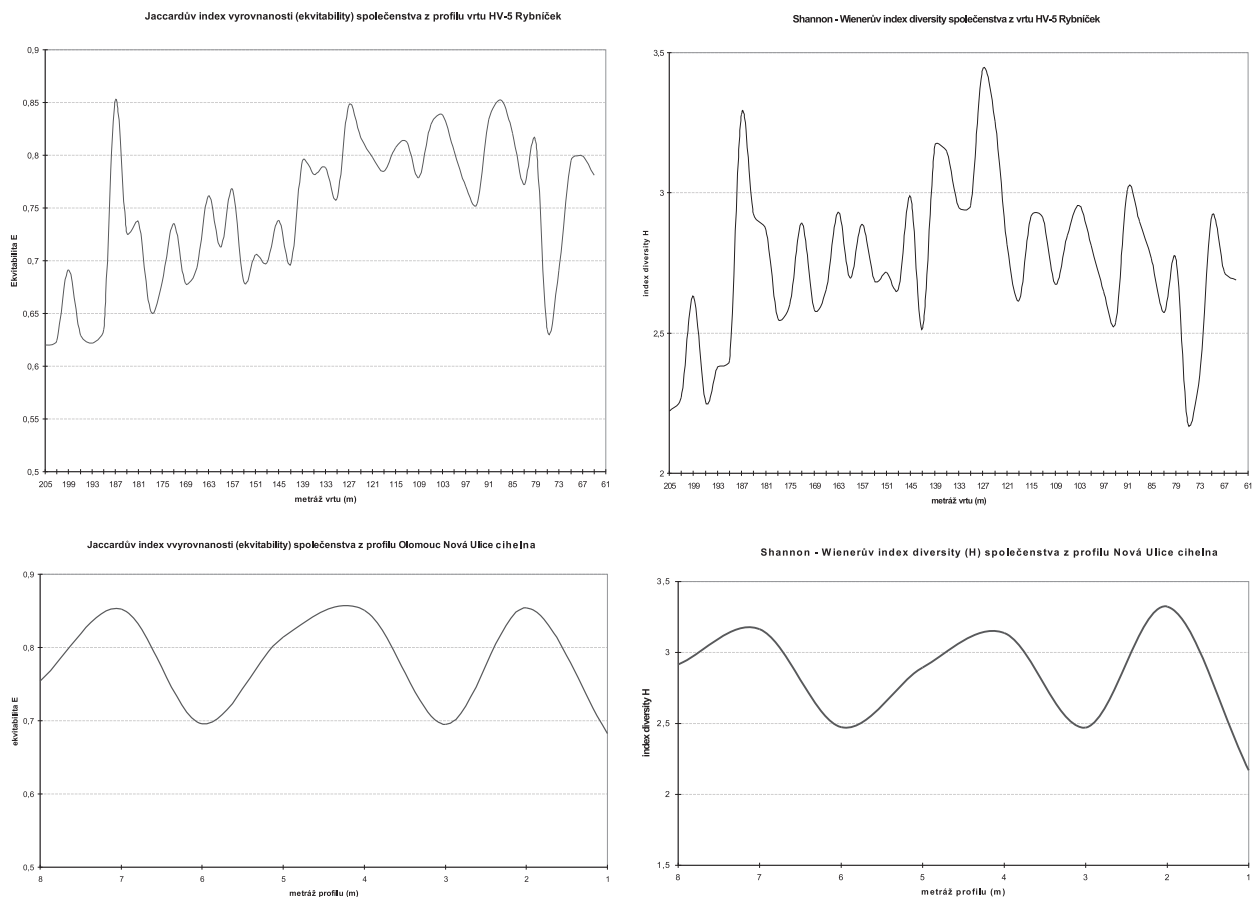 Jaccardův index vyrovnanosti (ekvitability) společenstva z profilu vrtu HV-5 Rybníček
0,9
0,85
0,8
0,75
0,7
0,65
0,6
0,55
0,5
Ekvitabilita E
205 199 193 187 181 175 169 163 157 151 145 139 133 127 121 115 109 103 97 91 85 79 73 67 61
metráž vrtu (m)
Shannon - Wienerův index diversity společenstva z vrtu HV-5 Rybníček
3,5
3
2,5
2
index diversity H
205 199 193 187 181 175 169 163 157 151 145 139 133 127 121 115 109 103 97 91 85 79 73 67 61
metráž vrtu (m)
Jaccardův index vvyrovnanosti (ekvitability) společenstva z profilu Olomouc Nová Ulice cihelna
0,9
0,8
0,7
0,6
0,5
ekvitabilita E
8 7 6 5 4 3 2 1
metráž profilu (m)
Shannon - Wienerův index diversity (H) společenstva z profilu Nová Ulice cihelna
3,5
3
2,5
2
1,5
index diversity H
8 7 6 5 4 3 2 1
metráž profilu (m)